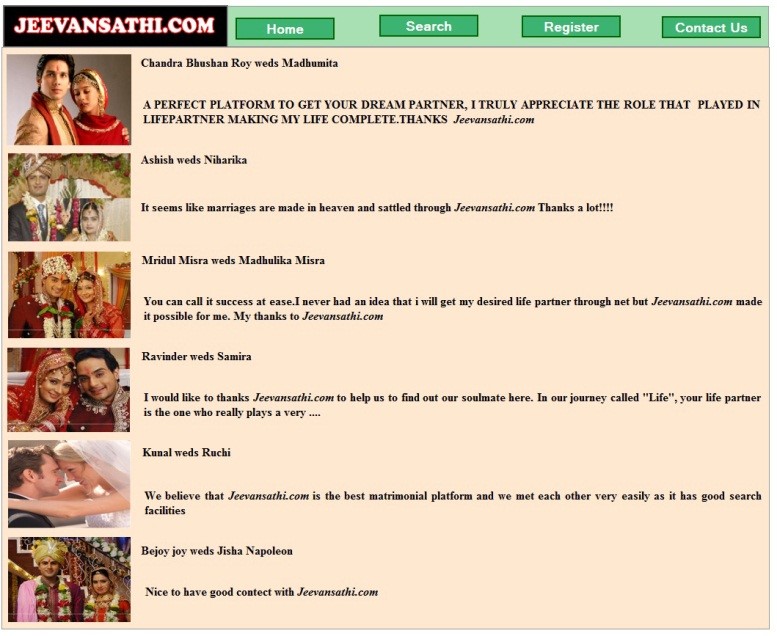 JEEVANSATHI.COM
Home
Search
Register
Contact Us
Chandra Bhushan Roy weds Madhumita
A PERFECT PLATFORM TO GET YOUR DREAM PARTNER, I TRULY APPRECIATE THE ROLE THAT PLAYED IN
LIFEPARTNER MAKING MY LIFE COMPLETE.THANKS Jeevansathi.com
Ashish weds Niharika
It seems like marriages are made in heaven and sattled through Jeevansathi.com Thanks a lot!!!!
Mridul Misra weds Madhulika Misra
You can call it success at ease.I never had an idea that i will get my desired life partner through net but Jeevansathi.com made
it possible for me. My thanks to Jeevansathi.com
Ravinder weds Samira
I would like to thanks Jeevansathi.com to help us to find out our soulmate here. In our journey called "Life", your life partner
is the one who really plays a very ....
Kunal weds Ruchi
We believe that Jeevansathi.com is the best matrimonial platform and we met each other very easily as it has good search
facilities
Bejoy joy weds Jisha Napoleon
Nice to have good contect with Jeevansathi.com